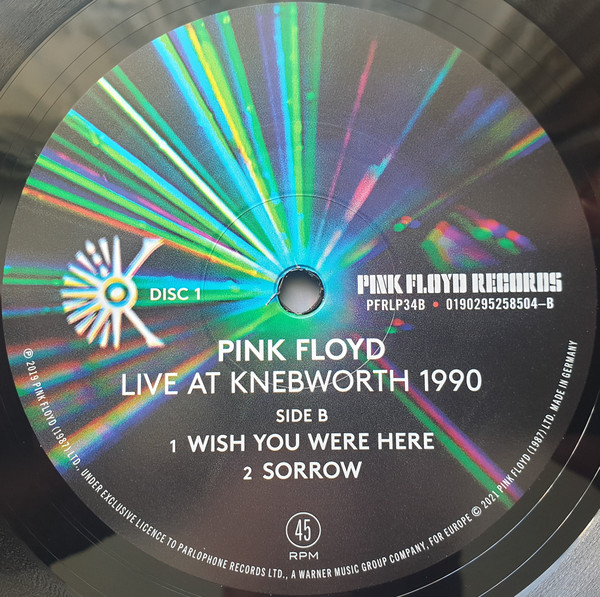 DISC 1
PINK FLOYD RECORDS
PFRLP34B • 0190295258504-B
PINK FLOYD
LIVE AT KNEBWORTH 1990
SIDE B
1 WISH YOU WERE HERE
2 SORROW
45
RPM
℗ 2019 PINK FLOYD (1987) LTD., UNDER EXCLUSIVE LICENCE TO PARLOPHONE RECORDS LTD., A WARNER MUSIC GROUP COMPANY, FOR EUROPE © 2021 PINK FLOYD (1987) LTD. MADE IN GERMANY